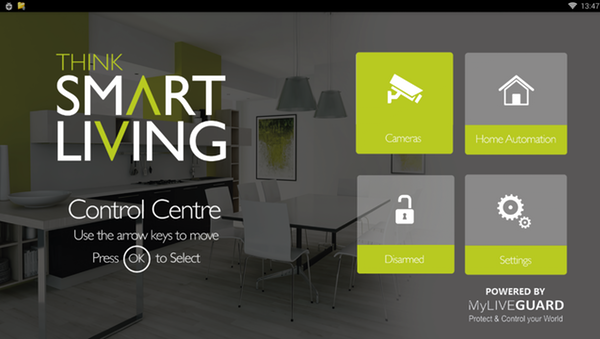 13:47
THINK
SMART
LIVING
Control Centre
Use the arrow keys to move
Press OK to Select
Cameras
Home Automation
Disarmed
Settings
POWERED BY
MyLIVEGUARD
Protect & Control your World